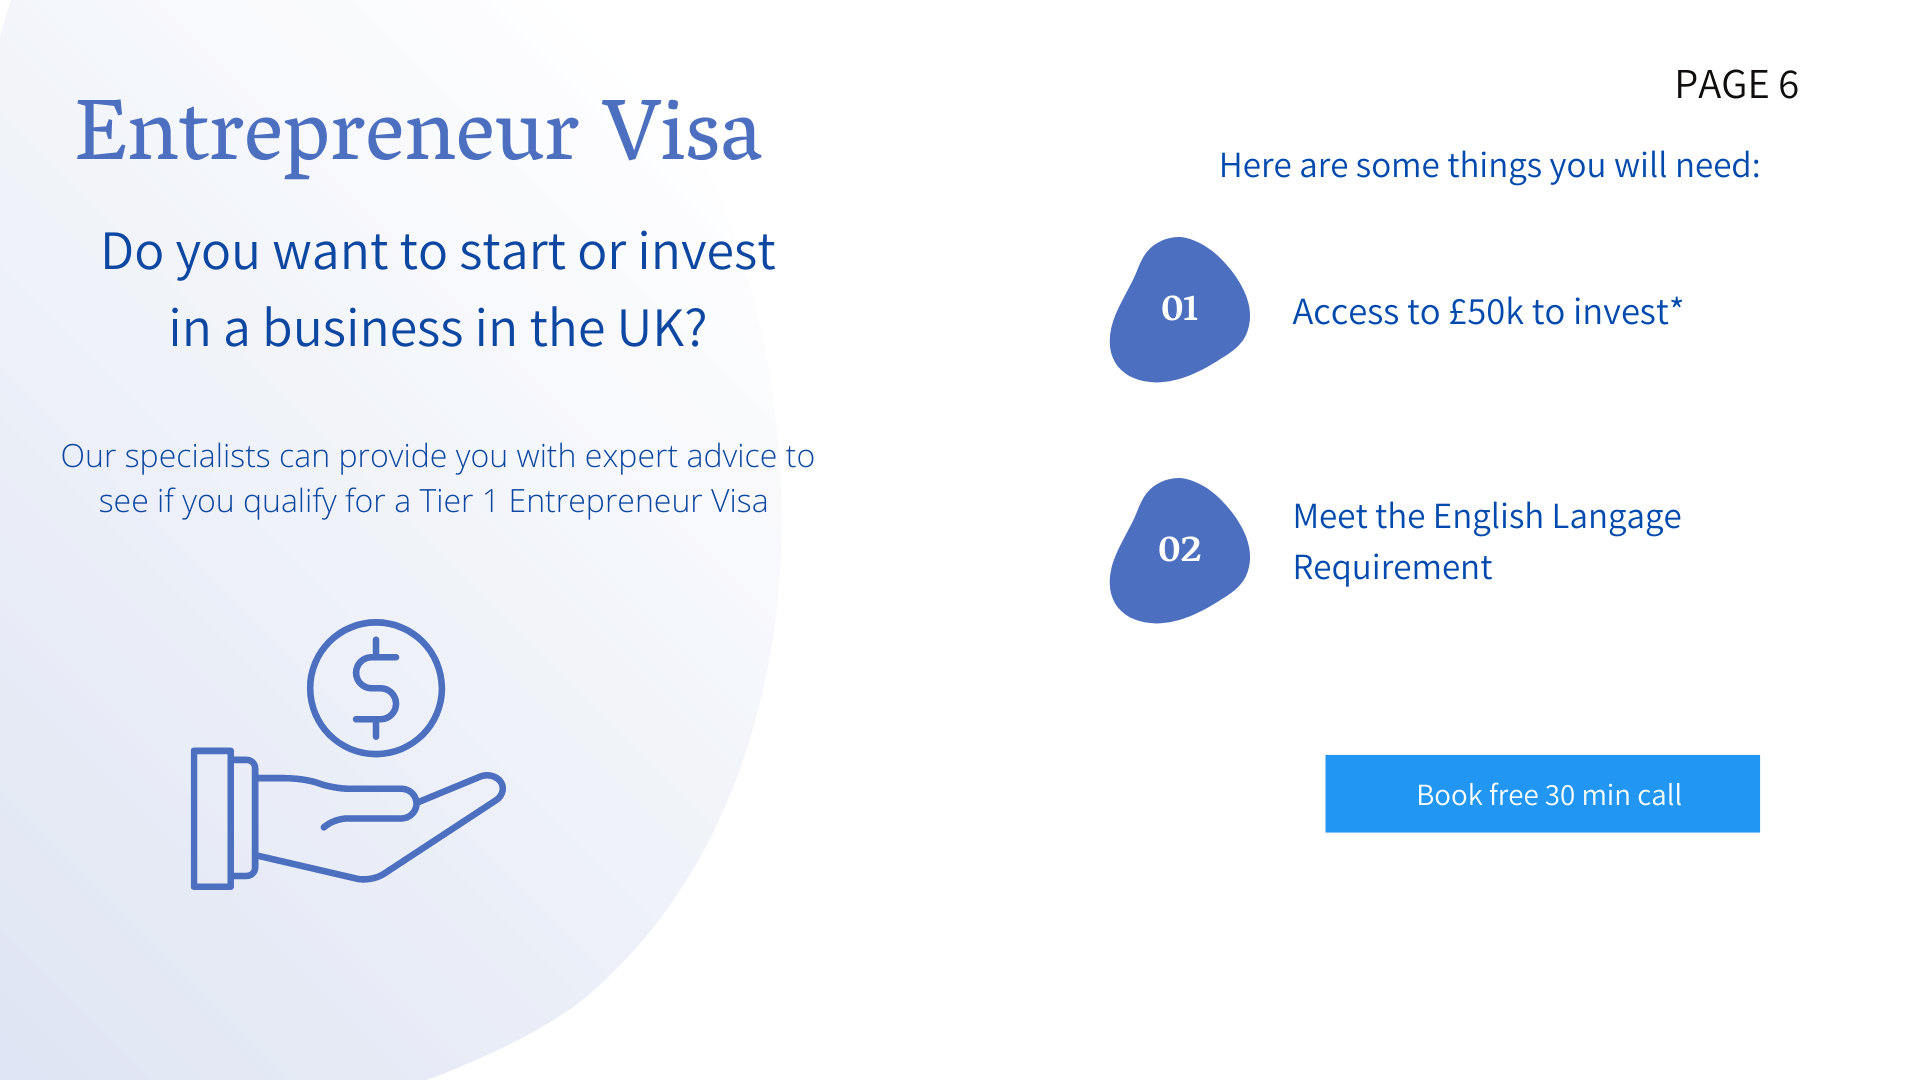 Entrepreneur Visa
Do you want to start or invest
in a business in the UK?
Our specialists can provide you with expert advice to
see if you qualify for a Tier 1 Entrepreneur Visa
$
PAGE 6
Here are some things you will need:
01
Access to £50k to invest*
02
Meet the English Langage
Requirement
Book free 30 min call